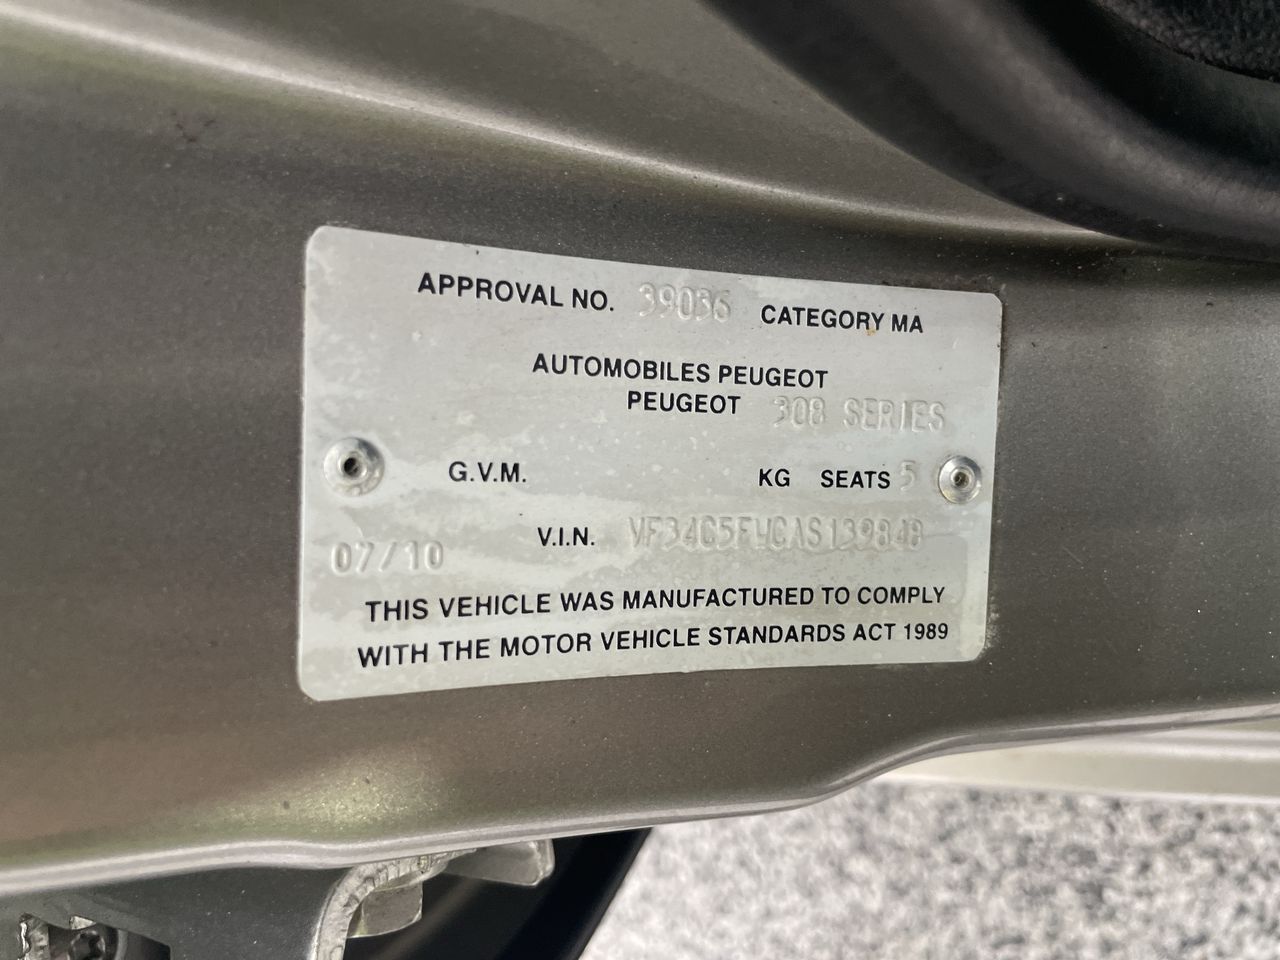 APPROVAL NO. 39036 CATEGORY MA
AUTOMOBILES PEUGEOT
PEUGEOT 308 SERIES
G.V.M. KG SEATS 5
V.I.N. VF34C5FWCAS139848
07/10
THIS VEHICLE WAS MANUFACTURED TO COMPLY
WITH THE MOTOR VEHICLE STANDARDS ACT 1989